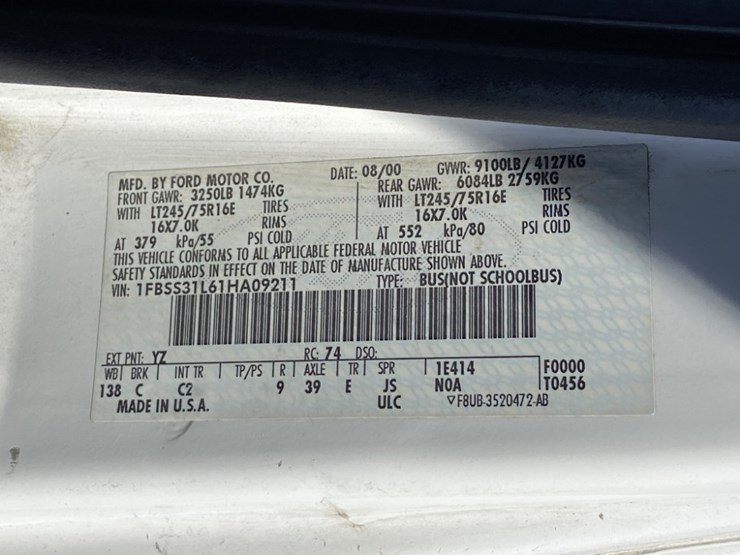 MFD. BY FORD MOTOR CO. DATE: 08/00 GVWR: 9100LB/ 4127KG
FRONT GAWR: 3250LB 1474KG REAR GAWR: 6084LB 2759KG
WITH LT245/75R16E TIRES WITH LT245/75R16E TIRES
16X7.0K RIMS 16X7.0K RIMS
AT 379 kPa/55 PSI COLD AT 552 kPa/80 PSI COLD
THIS VEHICLE CONFORMS TO ALL APPLICABLE FEDERAL MOTOR VEHICLE
SAFETY STANDARDS IN EFFECT ON THE DATE OF MANUFACTURE SHOWN ABOVE.
VIN: 1FBSS31L61HA09211 TYPE: BUS(NOT SCHOOLBUS)
EXT PNT: YZ RC: 74 DSO:
WB BRK INT TR TP/PS R AXLE TR SPR 1E414 F0000
138 C C2 9 39 E JS N0A T0456
MADE IN U.S.A. ULC ▽F8UB-3520472-AB